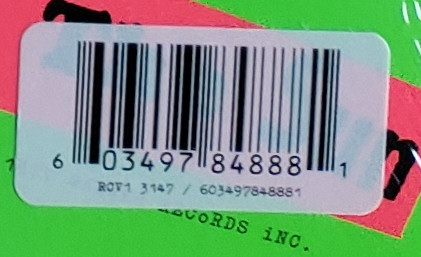 6 03497 84888 1
ROV1 3147 / 603497848881
RECORDS iNC.